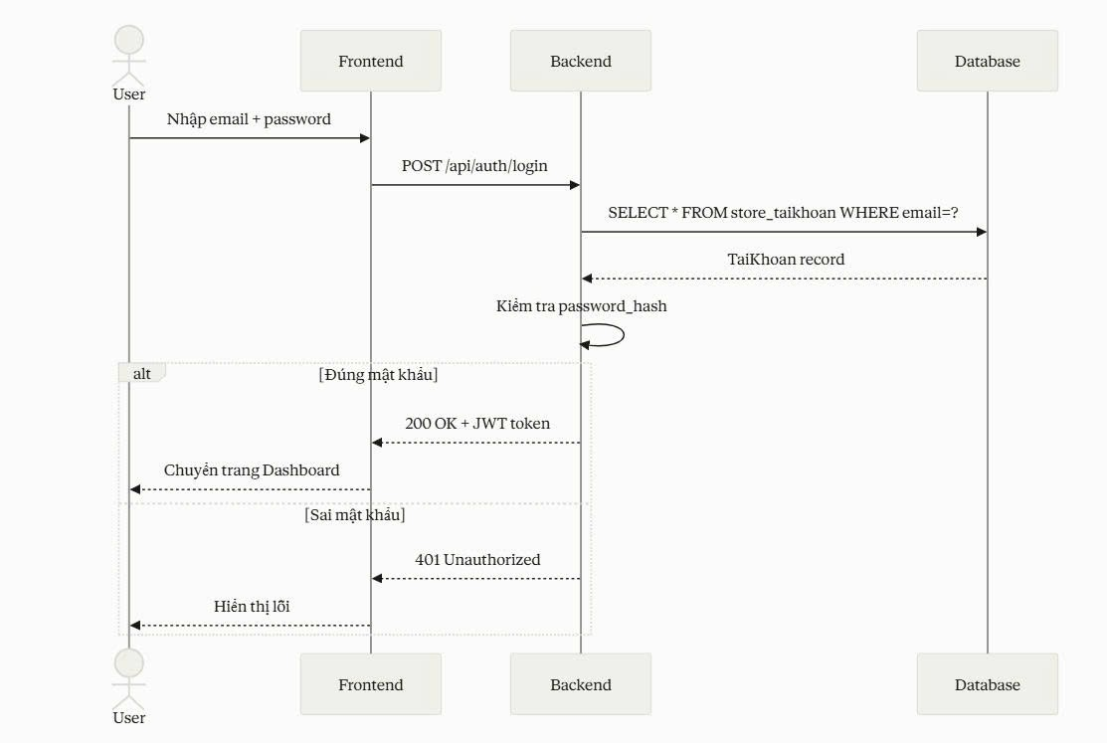 User
Frontend
Backend
Database
Nhập email + password
POST /api/auth/login
SELECT * FROM store_taikhoan WHERE email=?
TaiKhoan record
Kiểm tra password_hash
alt
[Đúng mật khẩu]
200 OK + JWT token
Chuyển trang Dashboard
[Sai mật khẩu]
401 Unauthorized
Hiển thị lỗi
User
Frontend
Backend
Database